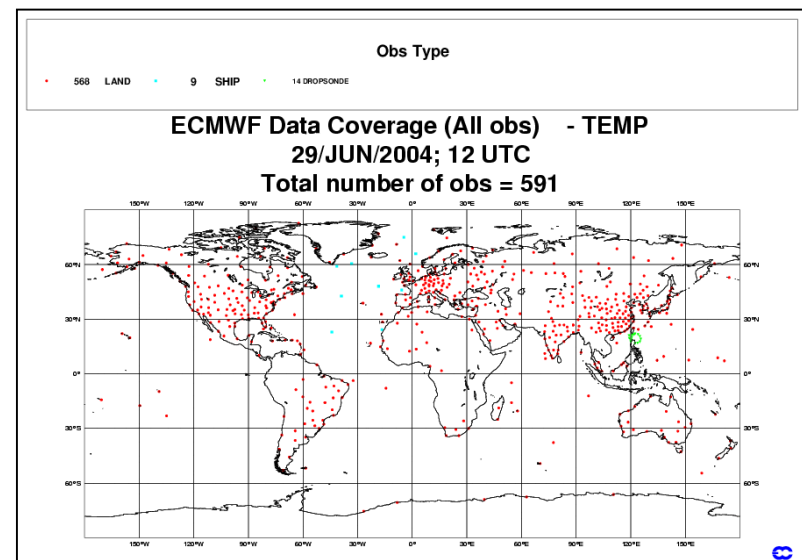 Obs Type
568 LAND 9 SHIP 14 DROPSONDE
ECMWF Data Coverage (All obs) - TEMP
29/JUN/2004; 12 UTC
Total number of obs = 591
150°W 120°W 90°W 60°W 30°W 0° 30°E 60°E 90°E 120°E 150°E
60°N 60°N
30°N 30°N
0° 0°
30°S 30°S
60°S 60°S
150°W 120°W 90°W 60°W 30°W 0° 30°E 60°E 90°E 120°E 150°E